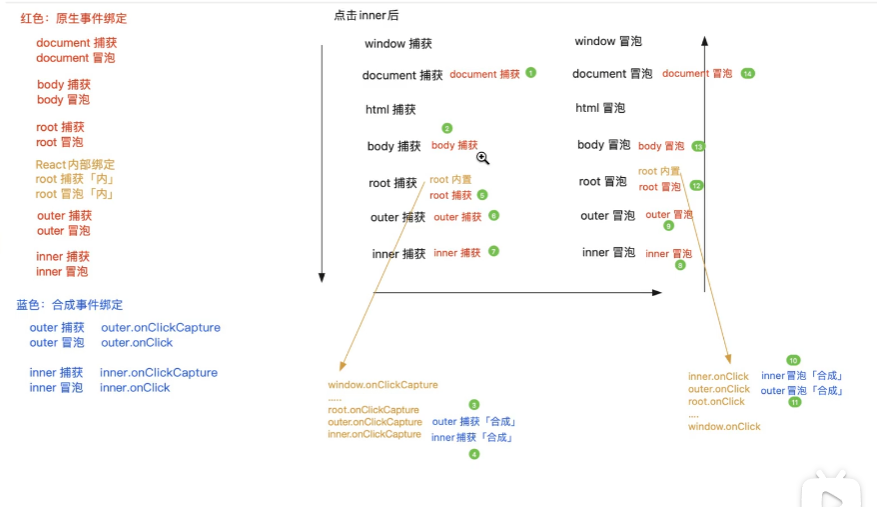 红色：原生事件绑定
document 捕获
document 冒泡
body 捕获
body 冒泡
root 捕获
root 冒泡
React内部绑定
root 捕获「内」
root 冒泡「内」
outer 捕获
outer 冒泡
inner 捕获
inner 冒泡
蓝色：合成事件绑定
outer 捕获 outer.onClickCapture
outer 冒泡 outer.onClick
inner 捕获 inner.onClickCapture
inner 冒泡 inner.onClick
点击inner后
window 捕获
document 捕获 document 捕获 1
html 捕获
2
body 捕获 body 捕获
root 内置
root 捕获
root 捕获 5
outer 捕获 outer 捕获 6
inner 捕获 inner 捕获 7
window 冒泡
document 冒泡 document 冒泡 14
html 冒泡
body 冒泡 body 冒泡 13
root 内置
root 冒泡 root 冒泡 12
outer 冒泡 outer 冒泡
9
inner 冒泡 inner 冒泡
8
window.onClickCapture
......
3
root.onClickCapture
outer.onClickCapture outer 捕获「合成」
inner.onClickCapture inner捕获「合成」
4
10
inner.onClick inner冒泡「合成」
outer.onClick outer冒泡「合成」
root.onClick 11
....
window.onClick